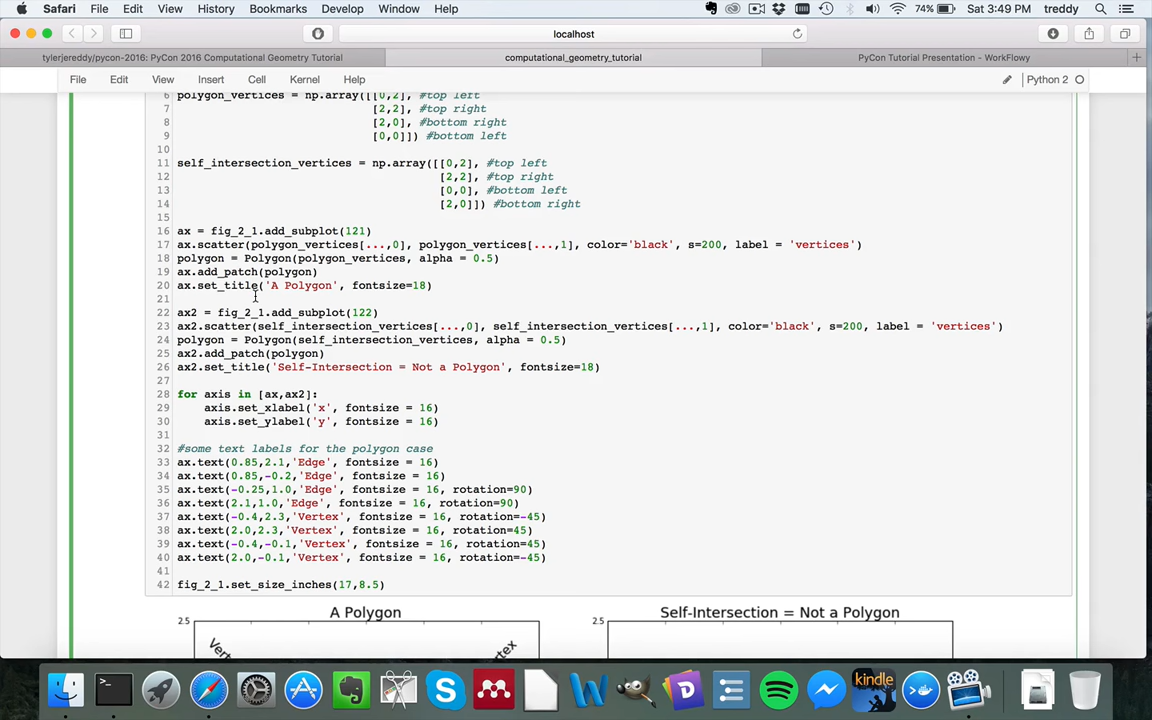 Safari File Edit View History Bookmarks Develop Window Help 74% Sat 3:49 PM treddy
localhost
tylerjereddy/pycon-2016: PyCon 2016 Computational Geometry Tutorial computational_geometry_tutorial PyCon Tutorial Presentation - WorkFlowy
File Edit View Insert Cell Kernel Help Python 2
6 polygon_vertices = np.array([[0,2], #top left
7 [2,2], #top right
8 [2,0], #bottom right
9 [0,0]]) #bottom left
10
11 self_intersection_vertices = np.array([[0,2], #top left
12 [2,2], #top right
13 [0,0], #bottom left
14 [2,0]]) #bottom right
15
16 ax = fig_2_1.add_subplot(121)
17 ax.scatter(polygon_vertices[...,0], polygon_vertices[...,1], color='black', s=200, label = 'vertices')
18 polygon = Polygon(polygon_vertices, alpha = 0.5)
19 ax.add_patch(polygon)
20 ax.set_title('A Polygon', fontsize=18)
21
22 ax2 = fig_2_1.add_subplot(122)
23 ax2.scatter(self_intersection_vertices[...,0], self_intersection_vertices[...,1], color='black', s=200, label = 'vertices')
24 polygon = Polygon(self_intersection_vertices, alpha = 0.5)
25 ax2.add_patch(polygon)
26 ax2.set_title('Self-Intersection = Not a Polygon', fontsize=18)
27
28 for axis in [ax,ax2]:
29 axis.set_xlabel('x', fontsize = 16)
30 axis.set_ylabel('y', fontsize = 16)
31
32 #some text labels for the polygon case
33 ax.text(0.85,2.1,'Edge', fontsize = 16)
34 ax.text(0.85,-0.2,'Edge', fontsize = 16)
35 ax.text(-0.25,1.0,'Edge', fontsize = 16, rotation=90)
36 ax.text(2.1,1.0,'Edge', fontsize = 16, rotation=90)
37 ax.text(-0.4,2.3,'Vertex', fontsize = 16, rotation=-45)
38 ax.text(2.0,2.3,'Vertex', fontsize = 16, rotation=45)
39 ax.text(-0.4,-0.1,'Vertex', fontsize = 16, rotation=45)
40 ax.text(2.0,-0.1,'Vertex', fontsize = 16, rotation=-45)
41
42 fig_2_1.set_size_inches(17,8.5)
A Polygon Self-Intersection = Not a Polygon
2.5 2.5
kindle